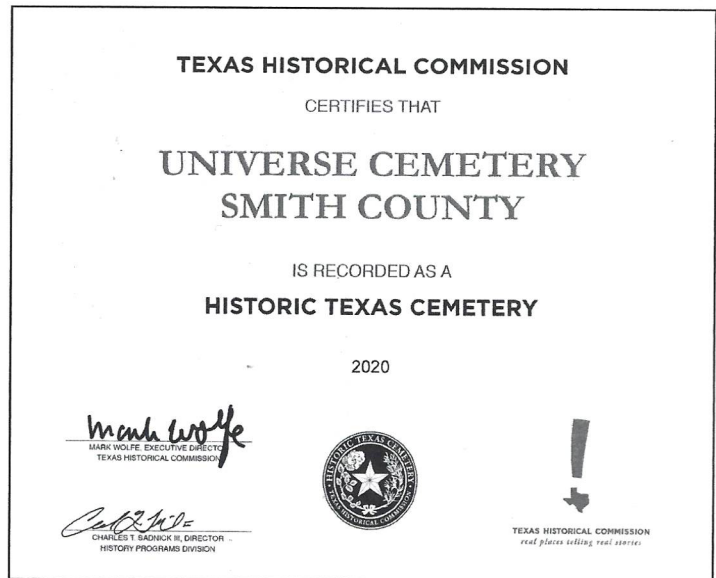 TEXAS HISTORICAL COMMISSION
CERTIFIES THAT
UNIVERSE CEMETERY
SMITH COUNTY
IS RECORDED AS A
HISTORIC TEXAS CEMETERY
2020
Mark Wolfe
MARK WOLFE, EXECUTIVE DIRECTO
TEXAS HISTORICAL COMMISSION
CHARLES T. SADNICK III, DIRECTOR
HISTORY PROGRAMS DIVISION
HISTORIC TEXAS CEMETERY
TEXAS HISTORICAL COMMISSION
TEXAS HISTORICAL COMMISSION
real places telling real stories